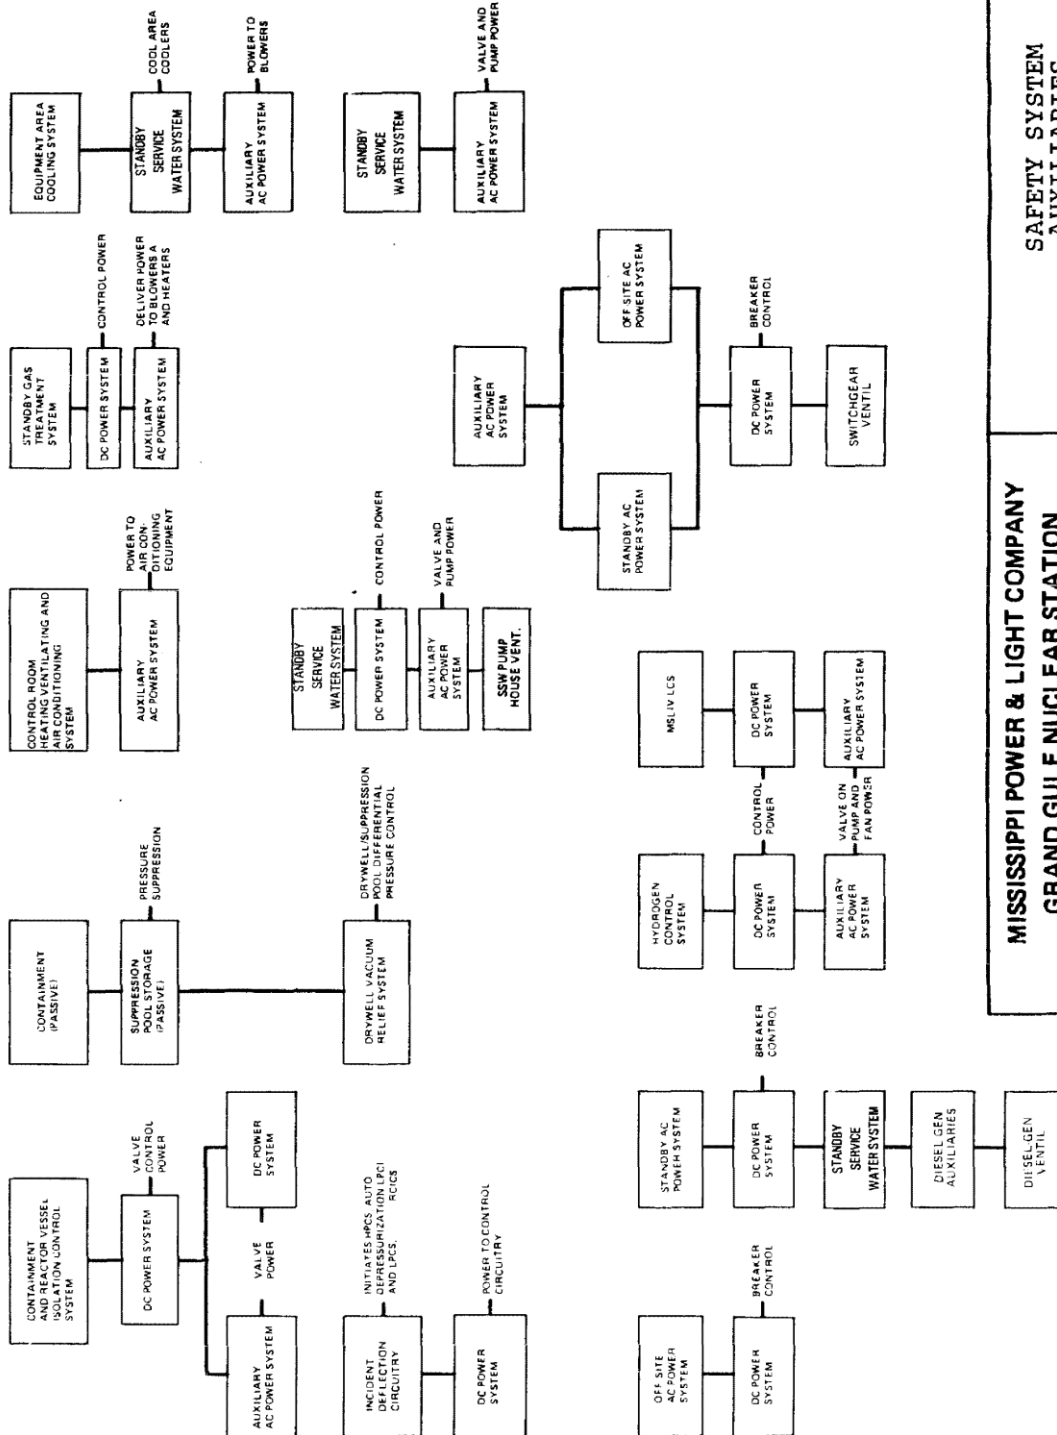 CONTAINMENT
AND REACTOR VESSEL
ISOLATION CONTROL
SYSTEM
DC POWER SYSTEM
VALVE
CONTROL
POWER
AUXILIARY
AC POWER SYSTEM
VALVE
POWER
DC POWER
SYSTEM
CONTAINMENT
(PASSIVE)
SUPPRESSION
POOL STORAGE
(PASSIVE)
PRESSURE
SUPPRESSION
DRYWELL VACUUM
RELIEF SYSTEM
DRYWELL/SUPPRESSION
POOL DIFFERENTIAL
PRESSURE CONTROL
CONTROL ROOM
HEATING VENTILATING AND
AIR CONDITIONING
SYSTEM
AUXILIARY
AC POWER SYSTEM
POWER TO
AIR CON-
DITIONING
EQUIPMENT
STANDBY GAS
TREATMENT
SYSTEM
DC POWER SYSTEM
CONTROL POWER
AUXILIARY
AC POWER SYSTEM
DELIVER POWER
TO BLOWERS A
AND HEATERS
EQUIPMENT AREA
COOLING SYSTEM
STANDBY
SERVICE
WATER SYSTEM
COOL AREA
COOLERS
AUXILIARY
AC POWER SYSTEM
POWER TO
BLOWERS
INCIDENT
DEFLECTION
CIRCUITRY
INITIATES HPCS, AUTO
DEPRESSURIZATION LPCI
AND LPCS, RCICS
DC POWER
SYSTEM
POWER TO CONTROL
CIRCUITRY
STANDBY
SERVICE
WATER SYSTEM
DC POWER SYSTEM
CONTROL POWER
AUXILIARY
AC POWER
SYSTEM
VALVE AND
PUMP POWER
SSW PUMP
HOUSE VENT.
STANDBY
SERVICE
WATER SYSTEM
AUXILIARY
AC POWER SYSTEM
VALVE AND
PUMP POWER
OFF SITE
AC POWER
SYSTEM
DC POWER
SYSTEM
BREAKER
CONTROL
STANDBY AC
POWER SYSTEM
DC POWER
SYSTEM
BREAKER
CONTROL
STANDBY
SERVICE
WATER SYSTEM
DIESEL GEN
AUXILIARIES
DIESEL-GEN
VENTIL
HYDROGEN
CONTROL
SYSTEM
DC POWER
SYSTEM
CONTROL
POWER
AUXILIARY
AC POWER
SYSTEM
VALVE ON
PUMP AND
FAN POWER
MSLIV LCS
DC POWER
SYSTEM
AUXILIARY
AC POWER SYSTEM
AUXILIARY
AC POWER
SYSTEM
STANDBY AC
POWER SYSTEM
OFF SITE AC
POWER SYSTEM
DC POWER
SYSTEM
BREAKER
CONTROL
SWITCHGEAR
VENTIL
MISSISSIPPI POWER & LIGHT COMPANY
GRAND GULF NUCLEAR STATION
SAFETY SYSTEM
AUXILIARIES